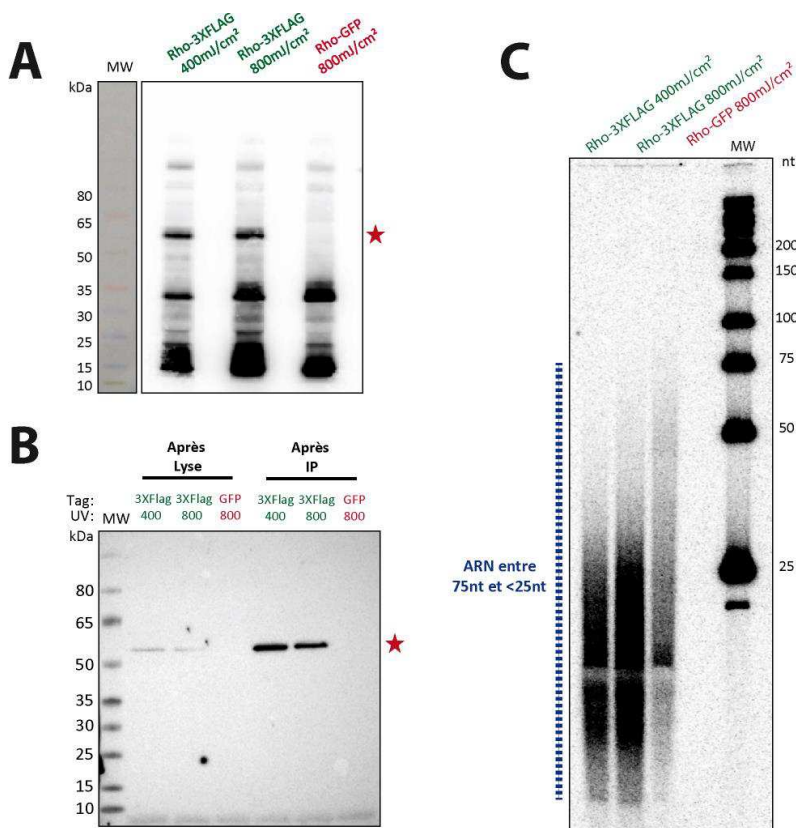 A
MW
Rho-3XFLAG
400mJ/cm²
Rho-3XFLAG
800mJ/cm²
Rho-GFP
800mJ/cm²
kDa
80
65
50
35
30
25
15
10
B
Après
Lyse
Après
IP
Tag: 3XFlag 3XFlag GFP 3XFlag 3XFlag GFP
UV: 400 800 800 400 800 800
MW
kDa
80
65
50
35
30
25
15
10
C
Rho-3XFLAG 400mJ/cm²
Rho-3XFLAG 800mJ/cm²
Rho-GFP 800mJ/cm²
MW
nt
200
150
100
75
50
25
ARN entre
75nt et <25nt